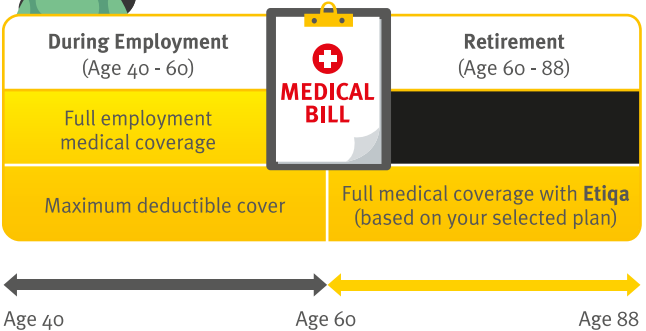 During Employment
(Age 40 - 60)
MEDICAL
BILL
Retirement
(Age 60 - 88)
Full employment
medical coverage
Maximum deductible cover
Full medical coverage with Etiqa
(based on your selected plan)
Age 40
Age 60
Age 88